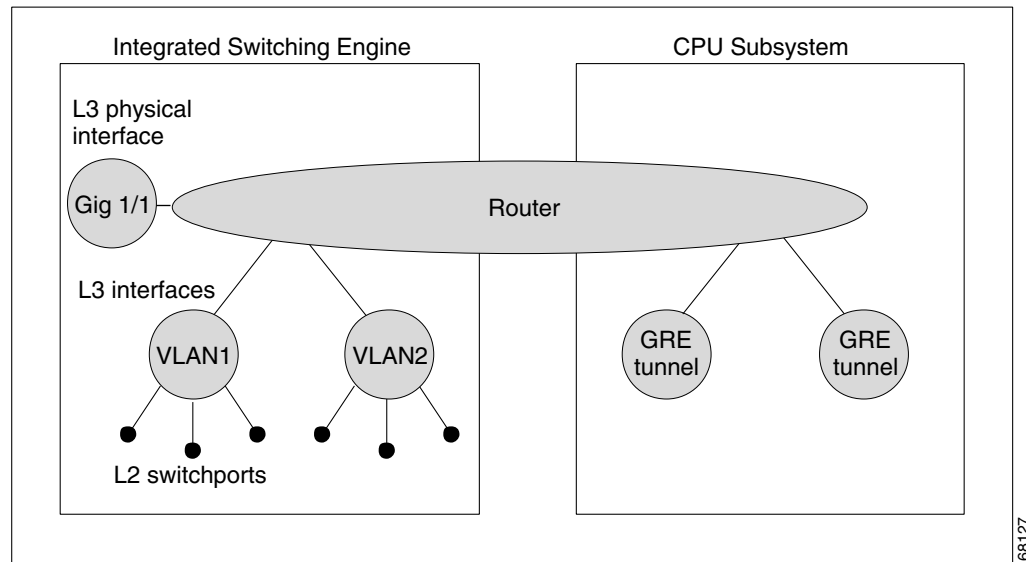 Integrated Switching Engine
CPU Subsystem
L3 physical
interface
Gig 1/1
Router
L3 interfaces
VLAN1
VLAN2
GRE
tunnel
GRE
tunnel
L2 switchports
68127